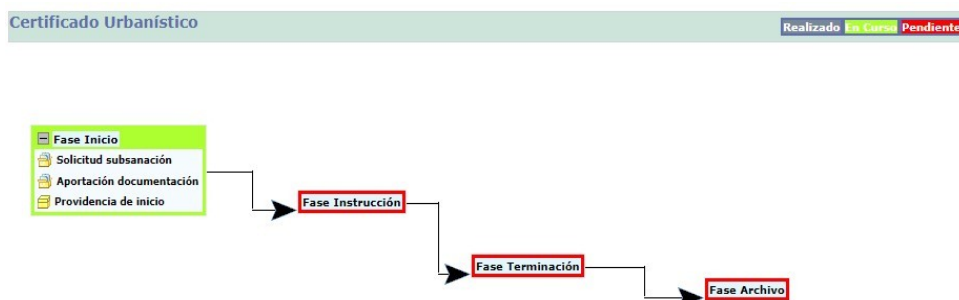 Certificado Urbanístico
Realizado En Curso Pendiente
Fase Inicio
Solicitud subsanación
Aportación documentación
Providencia de inicio
Fase Instrucción
Fase Terminación
Fase Archivo